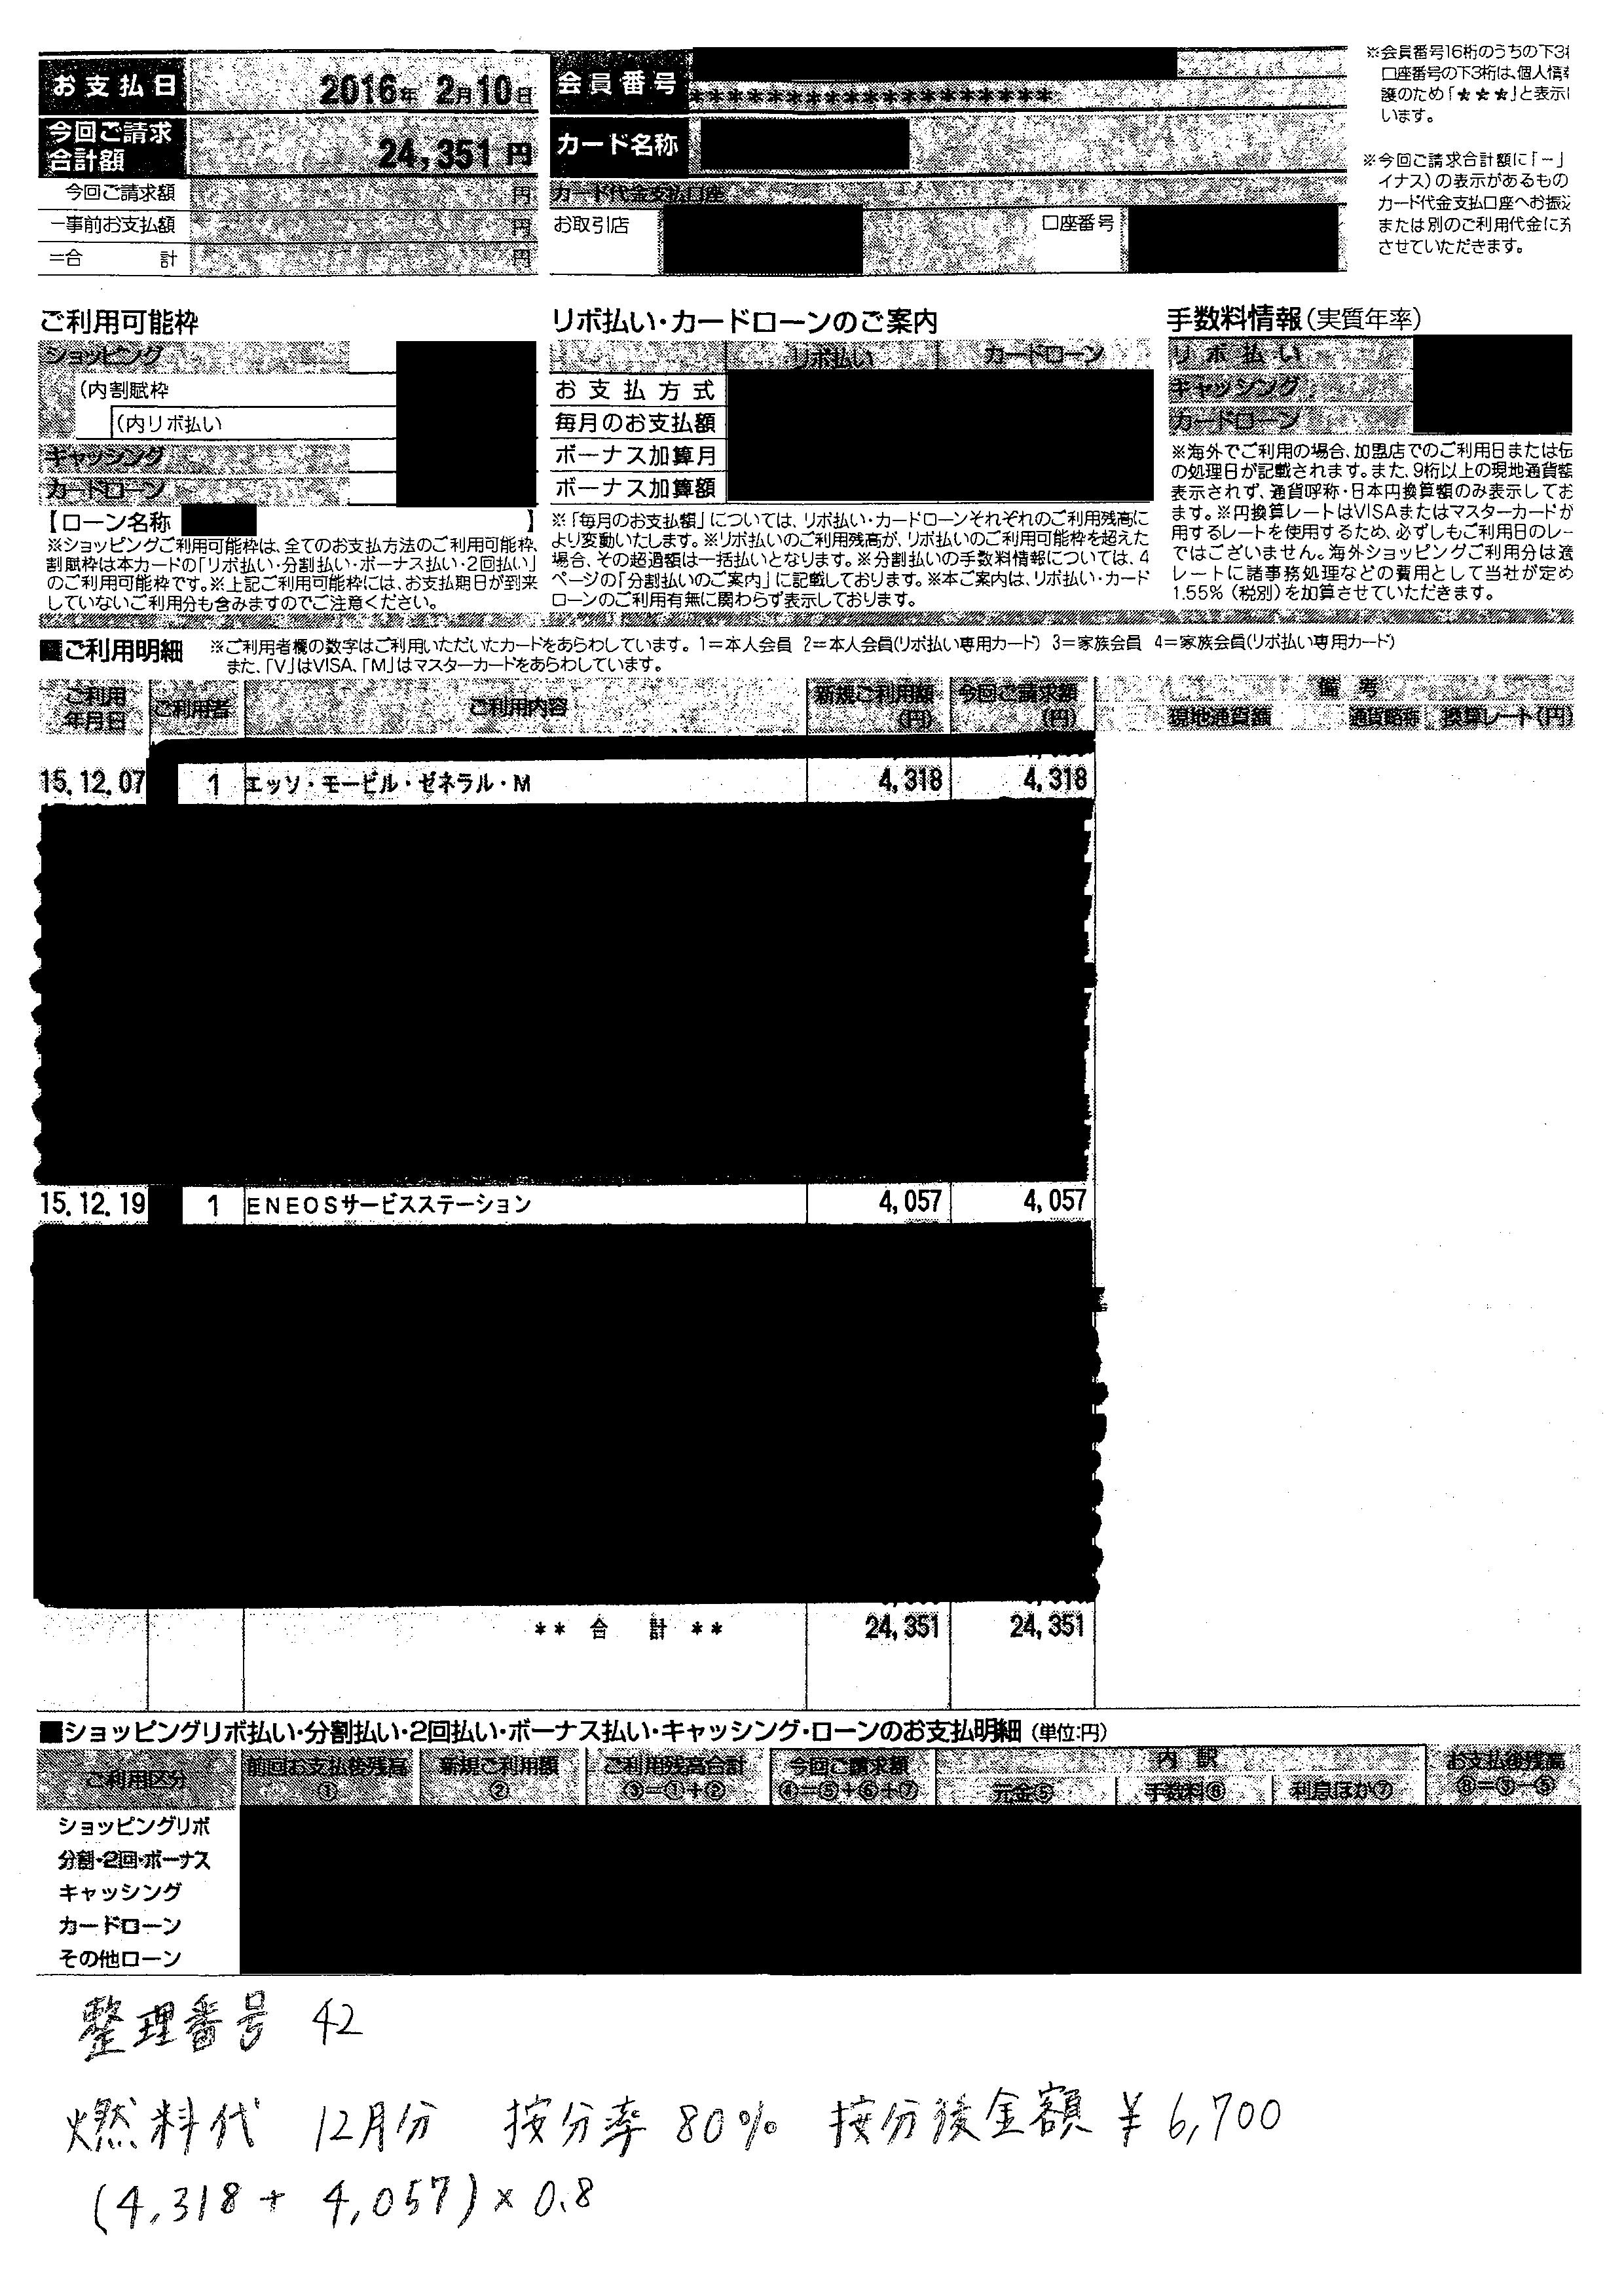 お支払日 2016年 2月10日
今回ご請求合計額 24,351円
今回ご請求額 円
－事前お支払額 円
＝合 計 円
会員番号 *******************
カード名称
カード代金支払口座
お取引店 口座番号
※会員番号16桁のうちの下3
口座番号の下3桁は、個人情
護のため「★★★」と表示
います。
※今回ご請求合計額に「－」
イナス)の表示があるもの
カード代金支払口座へお振
または別のご利用代金に
させていただきます。
ご利用可能枠
ショッピング
(内割賦枠
(内リボ払い
キャッシング
カードローン
【ローン名称 】
※ショッピングご利用可能枠は、全てのお支払方法のご利用可能枠、
割賦枠は本カードの「リボ払い・分割払い・ボーナス払い・2回払い」
のご利用可能枠です。※上記ご利用可能枠には、お支払期日が到来
していないご利用分も含みますのでご注意ください。
リボ払い・カードローンのご案内
リボ払い カードローン
お支払方式
毎月のお支払額
ボーナス加算月
ボーナス加算額
※「毎月のお支払額」については、リボ払い・カードローンそれぞれのご利用残高に
より変動いたします。※リボ払いのご利用残高が、リボ払いのご利用可能枠を超えた
場合、その超過額は一括払いとなります。※分割払いの手数料情報については、4
ページの「分割払いのご案内」に記載しております。※本ご案内は、リボ払い・カード
ローンのご利用有無に関わらず表示しております。
手数料情報(実質年率)
リボ払い
キャッシング
カードローン
※海外でご利用の場合、加盟店でのご利用日または伝
の処理日が記載されます。また、9桁以上の現地通貨額
表示されず、通貨呼称・日本円換算額のみ表示してお
ます。※円換算レートはVISAまたはマスターカードが
用するレートを使用するため、必ずしもご利用日のレー
ではございません。海外ショッピングご利用分は
レートに諸事務処理などの費用として当社が定め
1.55%(税別)を加算させていただきます。
■ご利用明細 ※ご利用者欄の数字はご利用いただいたカードをあらわしています。1＝本人会員 2＝本人会員(リボ払い専用カード) 3＝家族会員 4＝家族会員(リボ払い専用カード)
また、「V」はVISA、「M」はマスターカードをあらわしています。
ご利用年月日 ご利用者 ご利用内容 新規ご利用額(円) 今回ご請求額(円) 備考
現地通貨額 通貨略称 換算レート(円)
15.12.07 1 エッソ・モービル・ゼネラル・M 4,318 4,318
15.12.19 1 ENEOSサービスステーション 4,057 4,057
** 合 計 ** 24,351 24,351
■ショッピングリボ払い・分割払い・2回払い・ボーナス払い・キャッシング・ローンのお支払明細(単位:円)
ご利用区分 前回お支払後残高① 新規ご利用額② ご利用残高合計③＝①＋② 今回ご請求額④＝⑤＋⑥＋⑦ 内訳 元金⑤ 手数料⑥ 利息ほか⑦ お支払後残高⑧＝③－⑤
ショッピングリボ
分割・2回・ボーナス
キャッシング
カードローン
その他ローン
整理番号 42
燃料代 12月分 按分率 80% 按分後金額 ¥6,700
(4,318 + 4,057) × 0.8